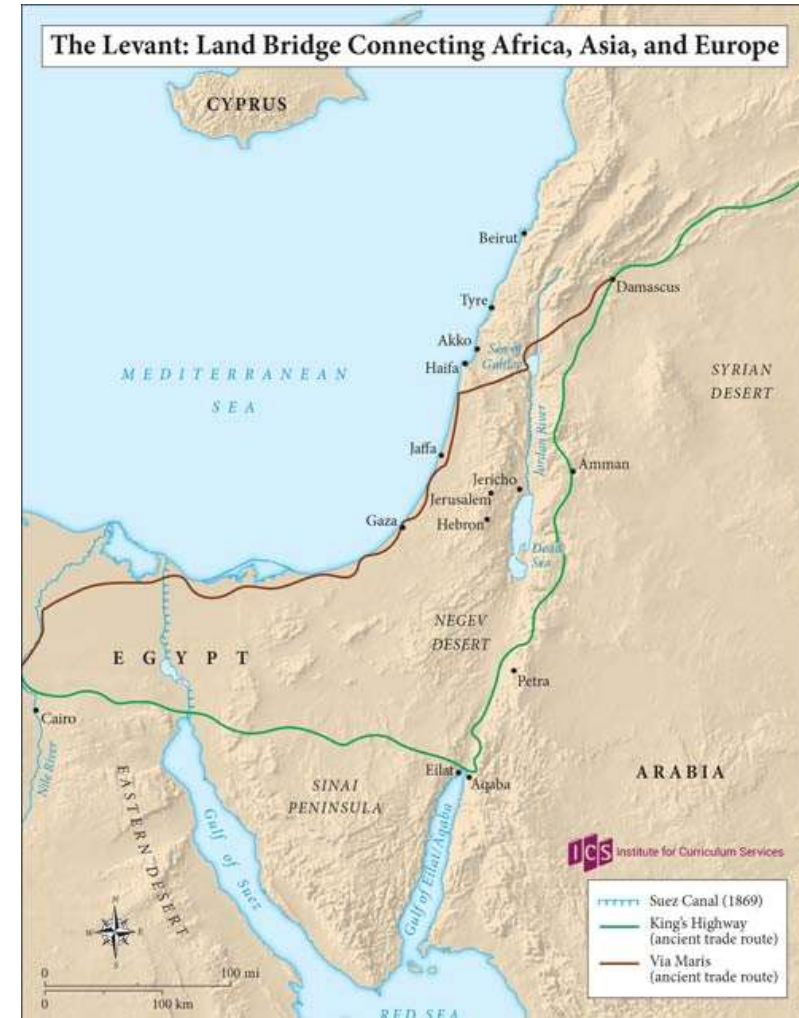 The Levant: Land Bridge Connecting Africa, Asia, and Europe
CYPRUS
Beirut
Damascus
Tyre
Akko
Sea of
Galilee
Haifa
MEDITERRANEAN
SEA
SYRIAN
DESERT
Jordan River
Jaffa
Amman
Jericho
Jerusalem
Gaza
Hebron
Dead
Sea
NEGEV
DESERT
EGYPT
Petra
Cairo
Nile River
EASTERN DESERT
Eilat
Aqaba
ARABIA
SINAI
PENINSULA
Gulf of Suez
Gulf of Eilat/Aqaba
ICS Institute for Curriculum Services
Suez Canal (1869)
King's Highway
(ancient trade route)
Via Maris
(ancient trade route)
N
W E
S
0 100 mi
0 100 km
RED SEA